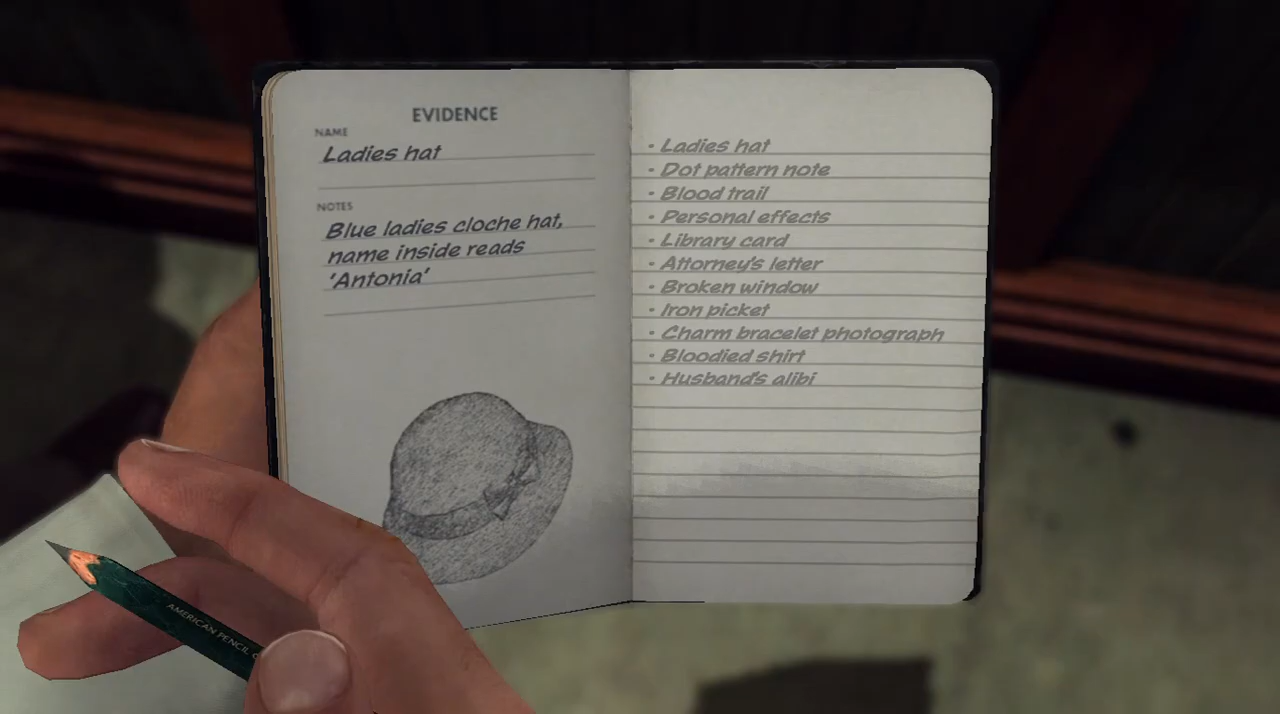 EVIDENCE
NAME
Ladies hat
NOTES
Blue ladies cloche hat,
name inside reads
'Antonia'
• Ladies hat
• Dot pattern note
• Blood trail
• Personal effects
• Library card
• Attorney's letter
• Broken window
• Iron picket
• Charm bracelet photograph
• Bloodied shirt
• Husband's alibi
AMERICAN PENCIL C